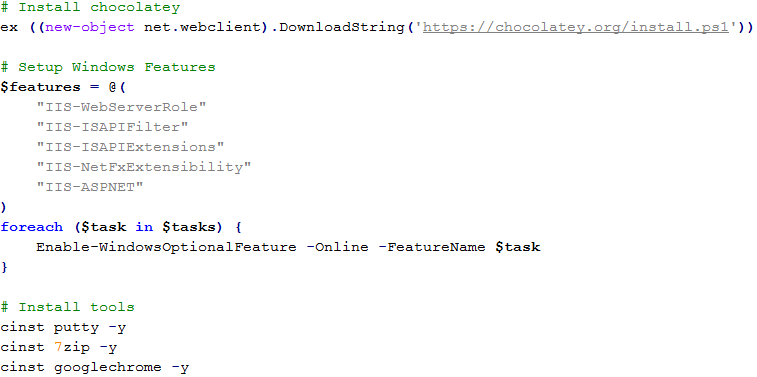 # Install chocolatey
ex ((new-object net.webclient).DownloadString('https://chocolatey.org/install.ps1'))
# Setup Windows Features
$features = @(
"IIS-WebServerRole"
"IIS-ISAPIFilter"
"IIS-ISAPIExtensions"
"IIS-NetFxExtensibility"
"IIS-ASPNET"
)
foreach ($task in $tasks) {
Enable-WindowsOptionalFeature -Online -FeatureName $task
}
# Install tools
cinst putty -y
cinst 7zip -y
cinst googlechrome -y